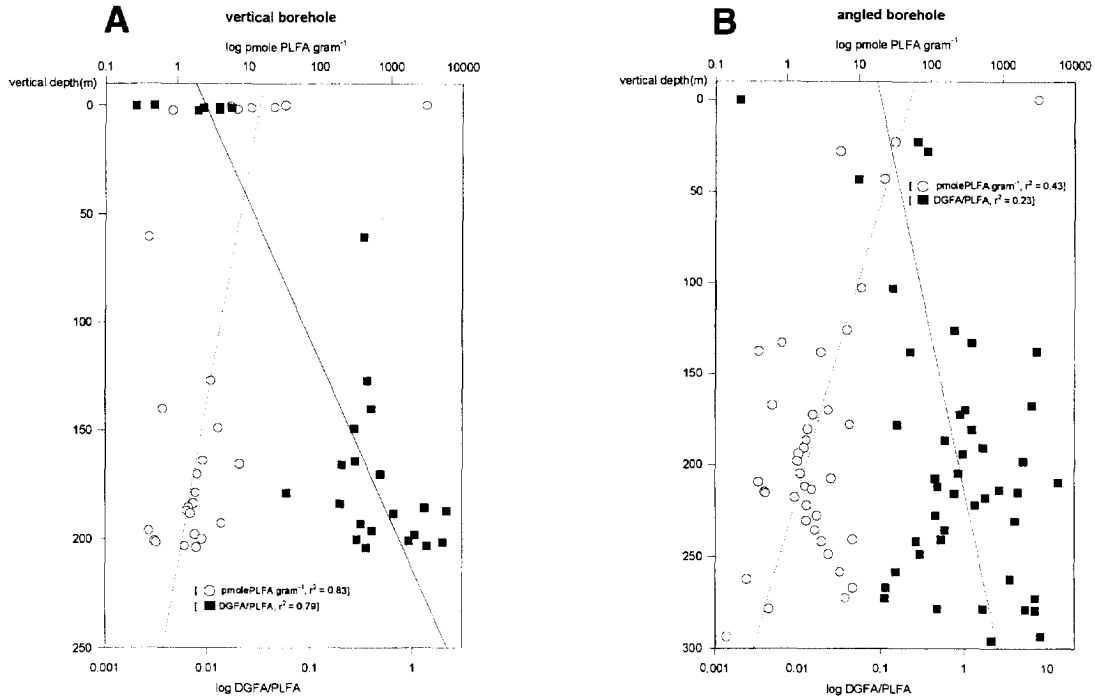 A
vertical borehole
log pmole PLFA gram⁻¹
0.1 1 10 100 1000 10000
vertical depth(m)
0
50
100
150
200
250
[ ○ pmolePLFA gram⁻¹, r² = 0.83]
[ ■ DGFA/PLFA, r² = 0.79]
0.001 0.01 0.1 1
log DGFA/PLFA
B
angled borehole
log pmole PLFA gram⁻¹
0.1 1 10 100 1000 10000
vertical depth(m)
0
50
100
150
200
250
300
[ ○ pmolePLFA gram⁻¹, r² = 0.43]
[ ■ DGFA/PLFA, r² = 0.23]
0.001 0.01 0.1 1 10
log DGFA/PLFA